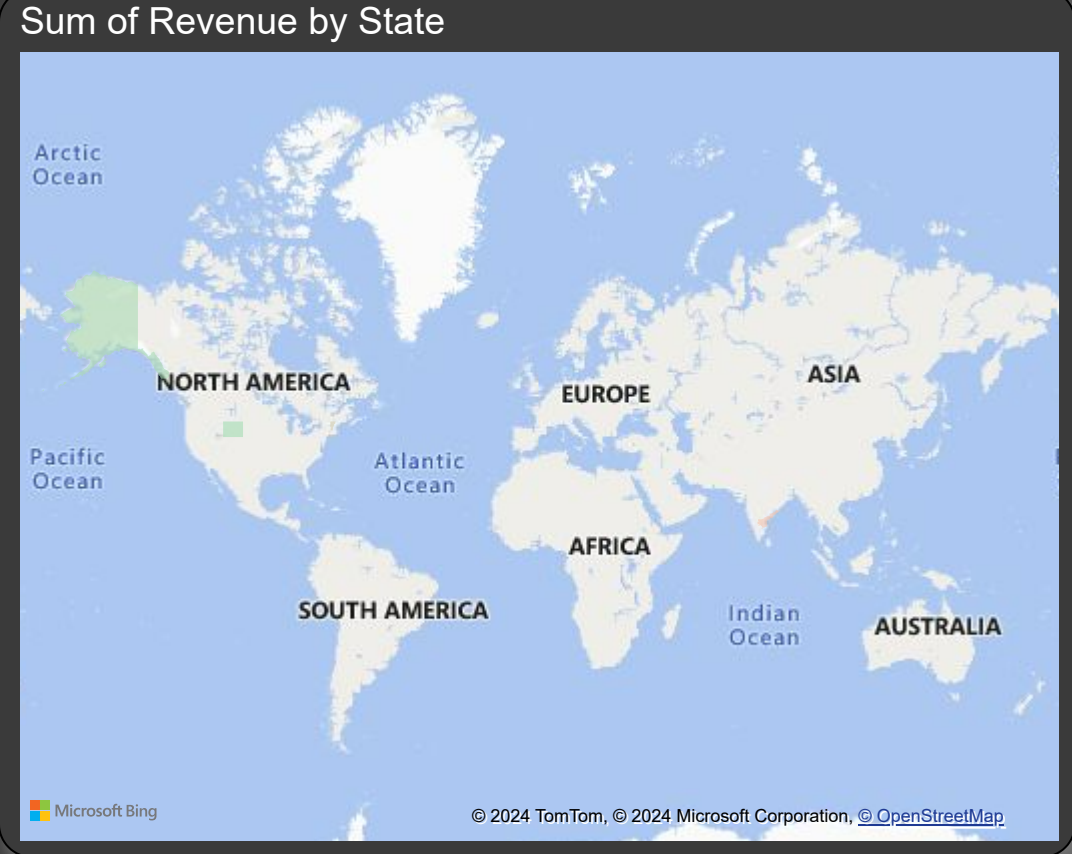 Sum of Revenue by State
Arctic
Ocean
NORTH AMERICA
EUROPE
ASIA
Pacific
Ocean
Atlantic
Ocean
AFRICA
SOUTH AMERICA
Indian
Ocean
AUSTRALIA
Microsoft Bing
© 2024 TomTom, © 2024 Microsoft Corporation, © OpenStreetMap